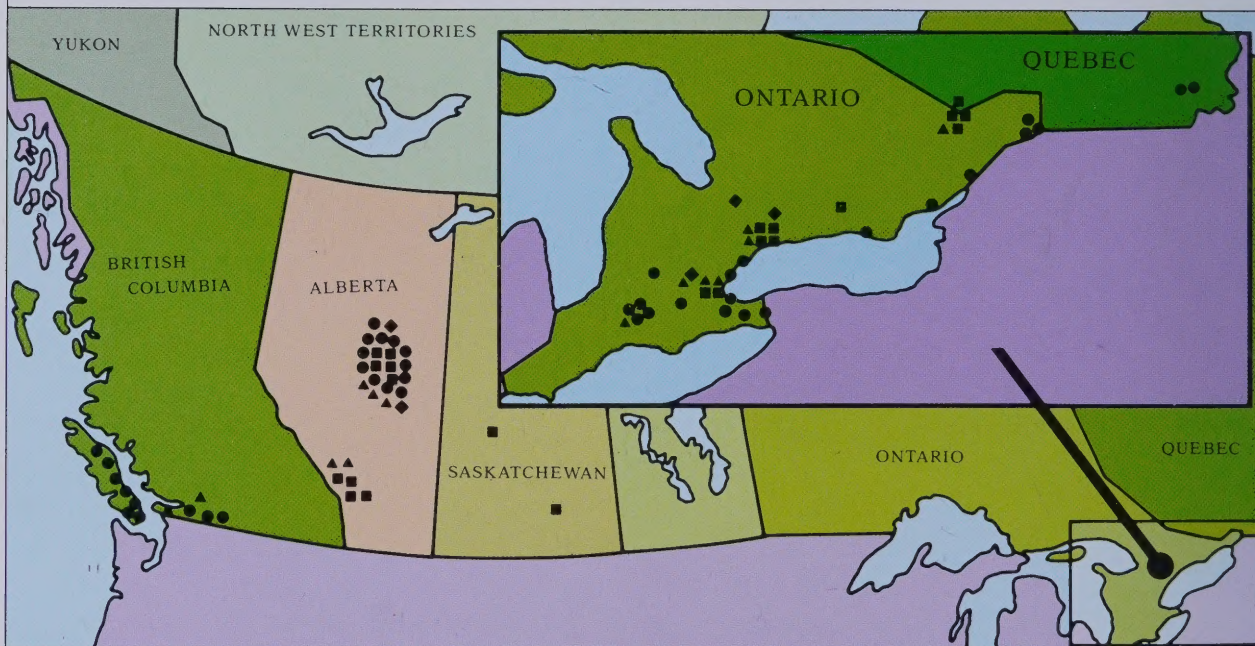 YUKON
NORTH WEST TERRITORIES
QUEBEC
ONTARIO
BRITISH
COLUMBIA
ALBERTA
SASKATCHEWAN
ONTARIO
QUEBEC